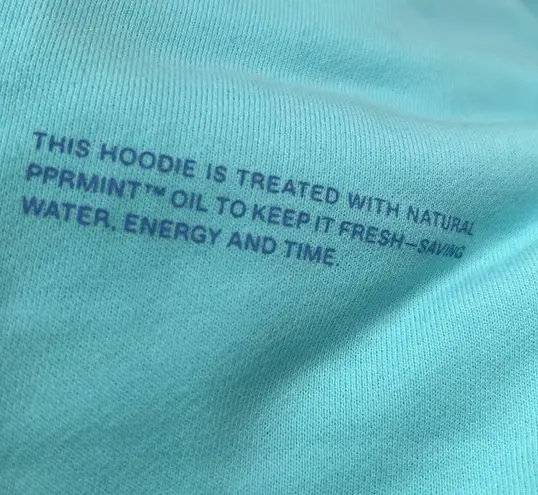 THIS HOODIE IS TREATED WITH NATURAL
PPRMINT™ OIL TO KEEP IT FRESH—SAVING
WATER, ENERGY AND TIME.